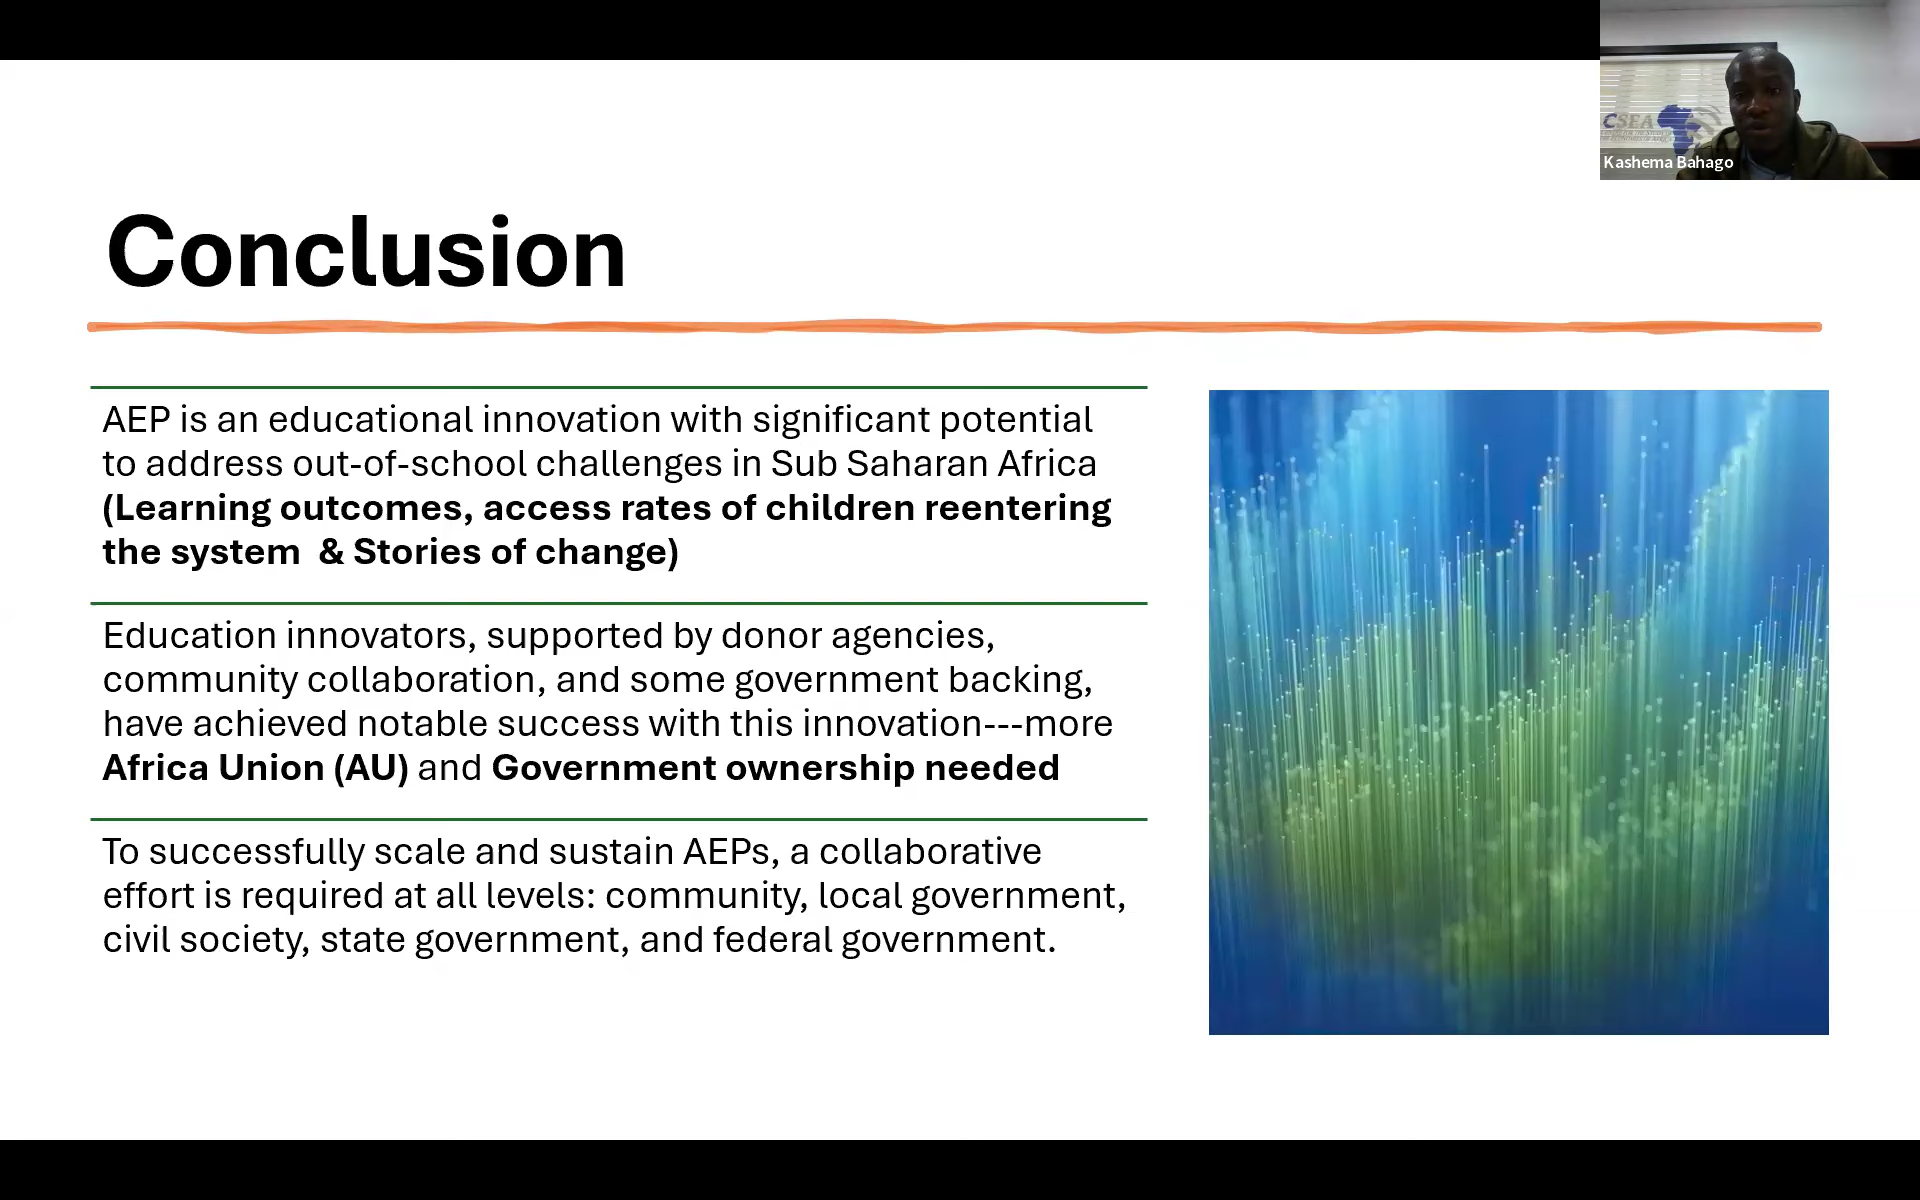 CSEA
Kashema Bahago
Conclusion
AEP is an educational innovation with significant potential
to address out-of-school challenges in Sub Saharan Africa
(Learning outcomes, access rates of children reentering
the system & Stories of change)
Education innovators, supported by donor agencies,
community collaboration, and some government backing,
have achieved notable success with this innovation---more
Africa Union (AU) and Government ownership needed
To successfully scale and sustain AEPs, a collaborative
effort is required at all levels: community, local government,
civil society, state government, and federal government.